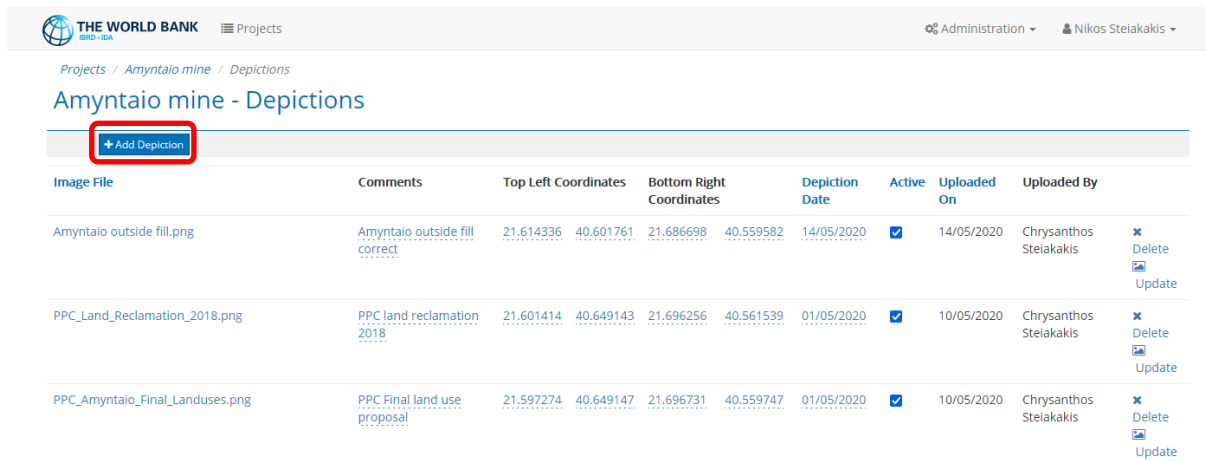 THE WORLD BANK
IBRD • IDA
Projects
Administration
Nikos Steiakakis
Projects / Amyntaio mine / Depictions
Amyntaio mine - Depictions
+ Add Depiction
Image File Comments Top Left Coordinates Bottom Right Coordinates Depiction Date Active Uploaded On Uploaded By
Amyntaio outside fill.png Amyntaio outside fill correct 21.614336 40.601761 21.686698 40.559582 14/05/2020 14/05/2020 Chrysanthos Steiakakis Delete Update
PPC_Land_Reclamation_2018.png PPC land reclamation 2018 21.601414 40.649143 21.696256 40.561539 01/05/2020 10/05/2020 Chrysanthos Steiakakis Delete Update
PPC_Amyntaio_Final_Landuses.png PPC Final land use proposal 21.597274 40.649147 21.696731 40.559747 01/05/2020 10/05/2020 Chrysanthos Steiakakis Delete Update